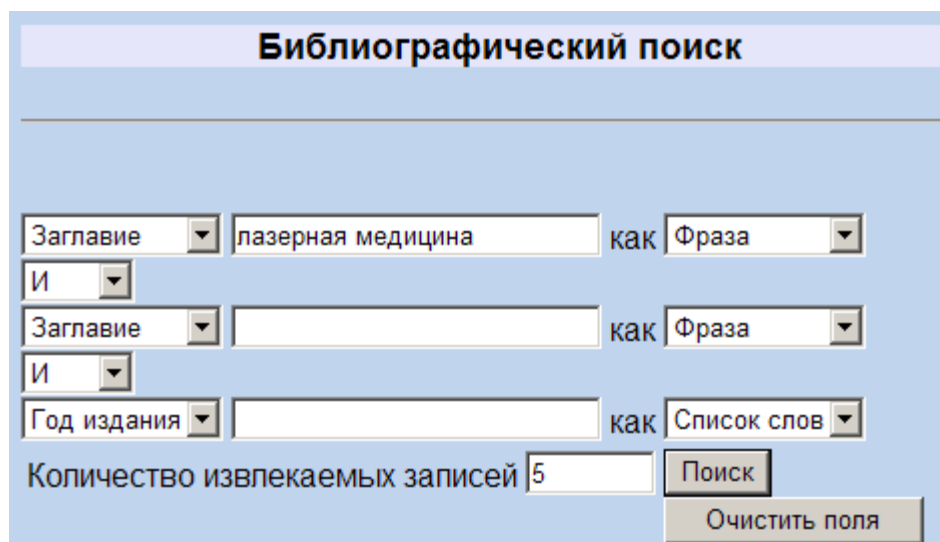 Библиографический поиск
Заглавие лазерная медицина как Фраза
И
Заглавие как Фраза
И
Год издания как Список слов
Количество извлекаемых записей 5 Поиск
Очистить поля